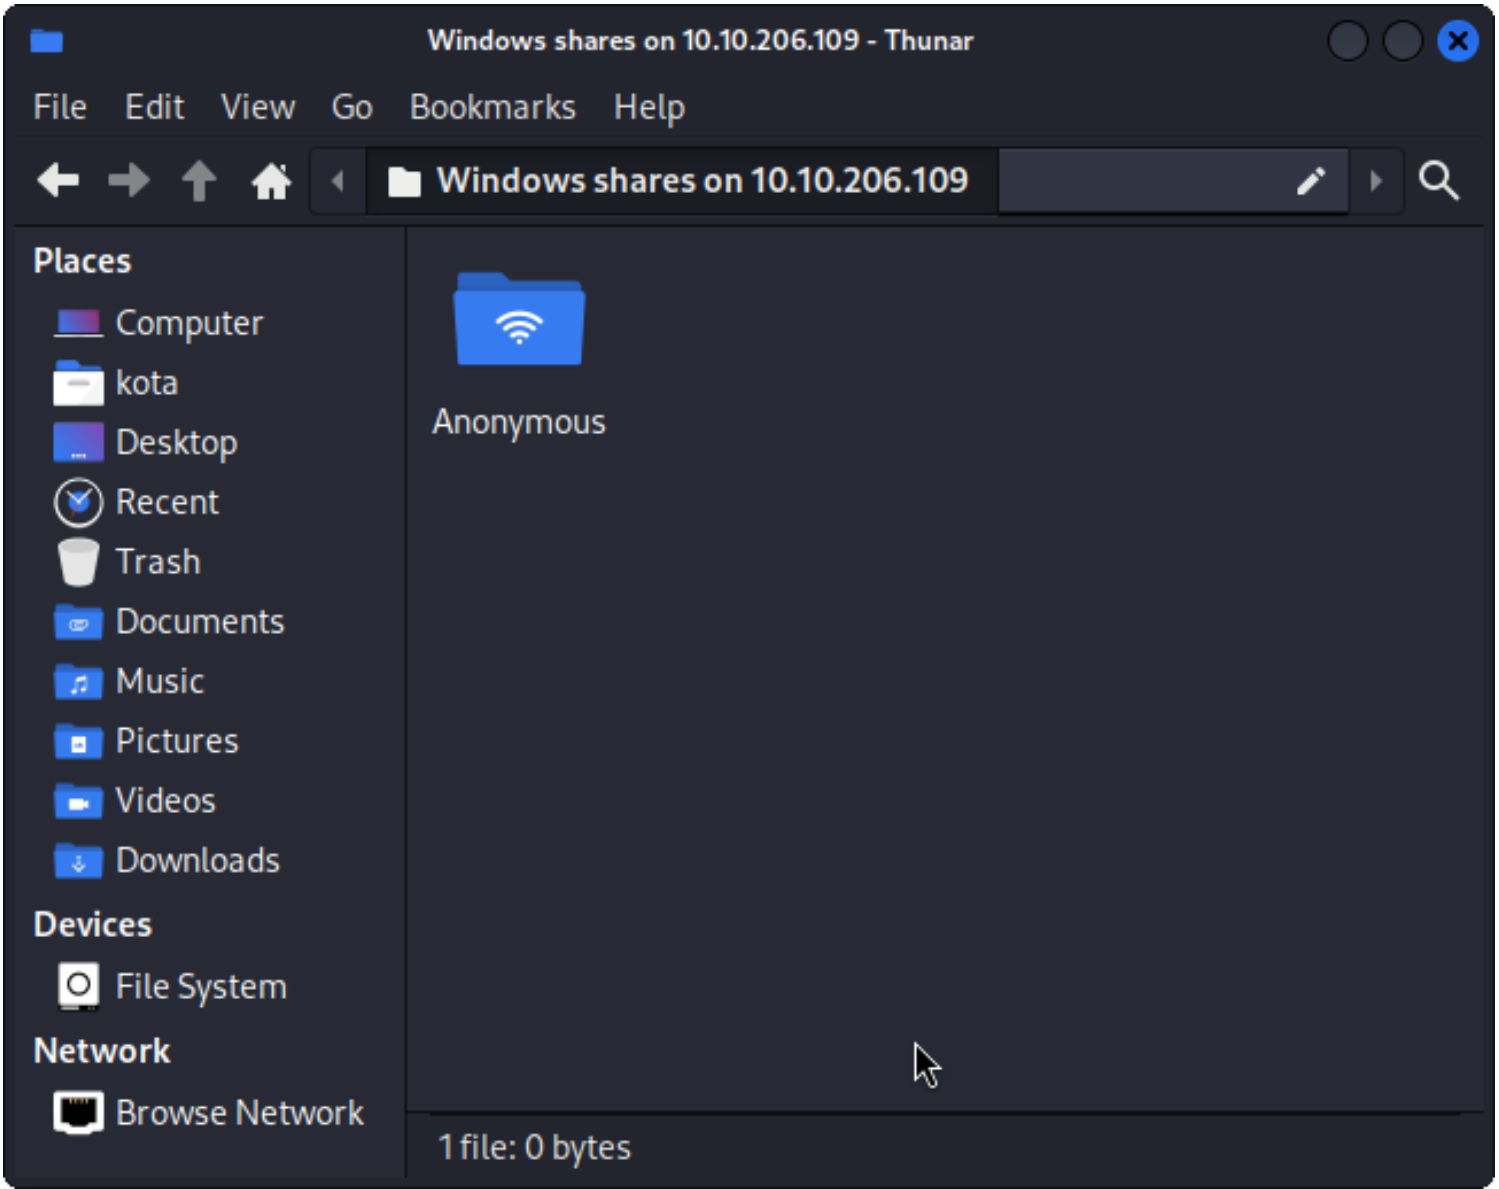 Windows shares on 10.10.206.109 - Thunar
File Edit View Go Bookmarks Help
Windows shares on 10.10.206.109
Places
Computer
kota
Desktop
Recent
Trash
Documents
Music
Pictures
Videos
Downloads
Devices
File System
Network
Browse Network
Anonymous
1 file: 0 bytes